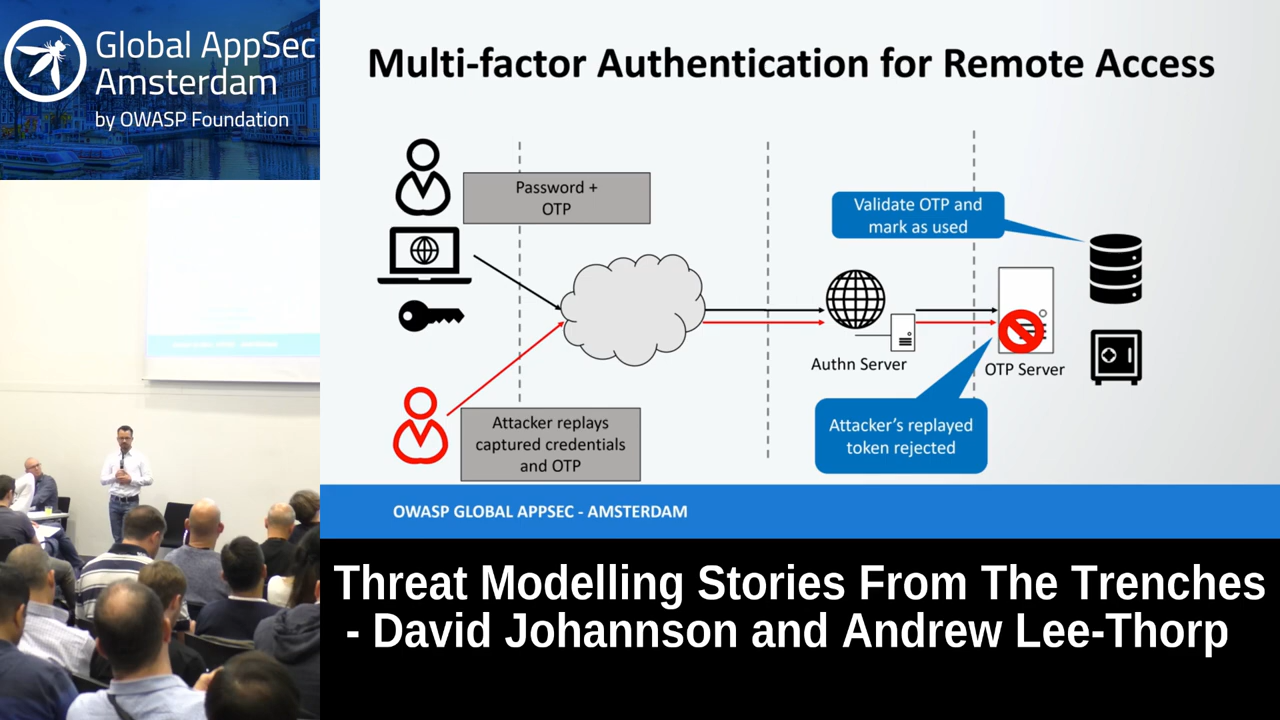 Global AppSec
Amsterdam
by OWASP Foundation
Multi-factor Authentication for Remote Access
Password +
OTP
Validate OTP and
mark as used
Authn Server
OTP Server
Attacker replays
captured credentials
and OTP
Attacker's replayed
token rejected
OWASP GLOBAL APPSEC - AMSTERDAM
Threat Modelling Stories From The Trenches
- David Johannson and Andrew Lee-Thorp